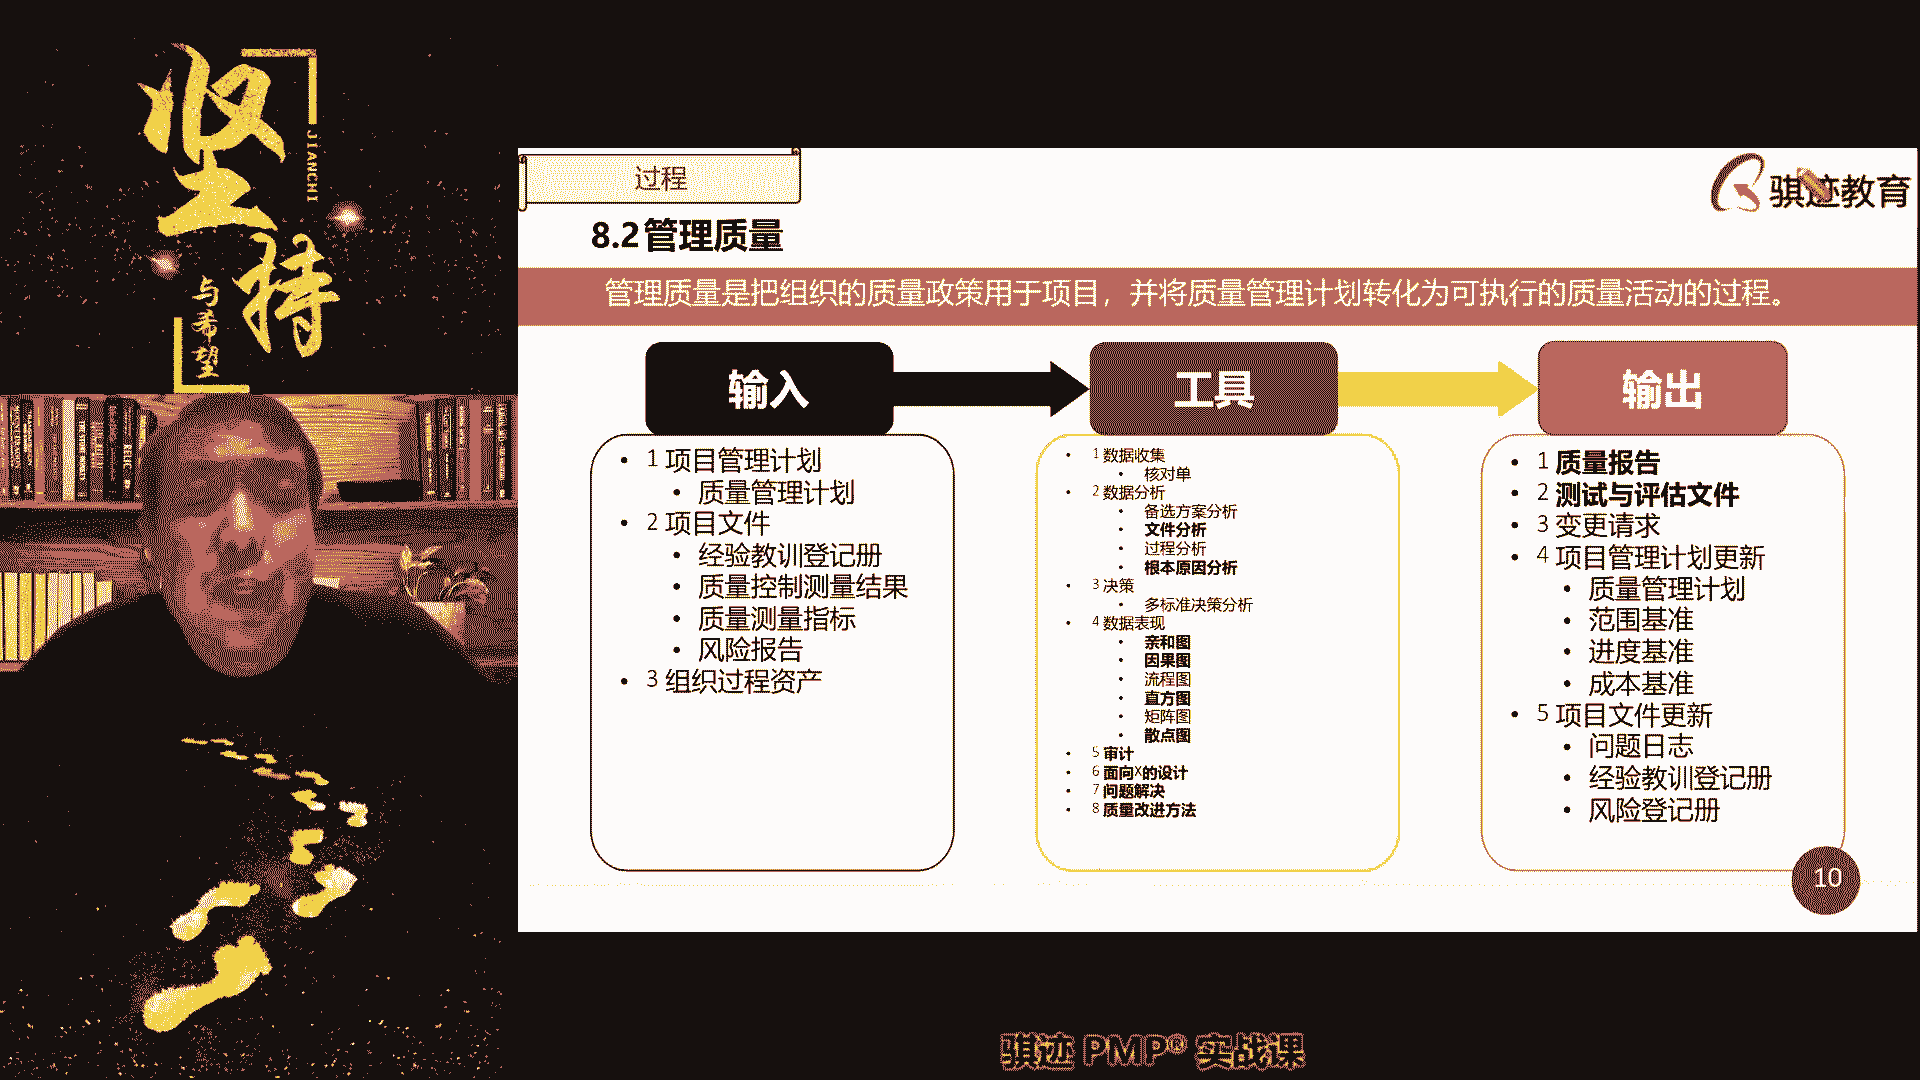 坚持
JIANCHI
与希望
过程
骐迹教育
8.2管理质量
管理质量是把组织的质量政策用于项目，并将质量管理计划转化为可执行的质量活动的过程。
输入
• 1 项目管理计划
• 质量管理计划
• 2 项目文件
• 经验教训登记册
• 质量控制测量结果
• 质量测量指标
• 风险报告
• 3 组织过程资产
工具
• 1 数据收集
• 核对单
• 2 数据分析
• 备选方案分析
• 文件分析
• 过程分析
• 根本原因分析
• 3 决策
• 多标准决策分析
• 4 数据表现
• 亲和图
• 因果图
• 流程图
• 直方图
• 矩阵图
• 散点图
• 5 审计
• 6 面向X的设计
• 7 问题解决
• 8 质量改进方法
输出
• 1 质量报告
• 2 测试与评估文件
• 3 变更请求
• 4 项目管理计划更新
• 质量管理计划
• 范围基准
• 进度基准
• 成本基准
• 5 项目文件更新
• 问题日志
• 经验教训登记册
• 风险登记册
10
骐迹 PMP® 实战课